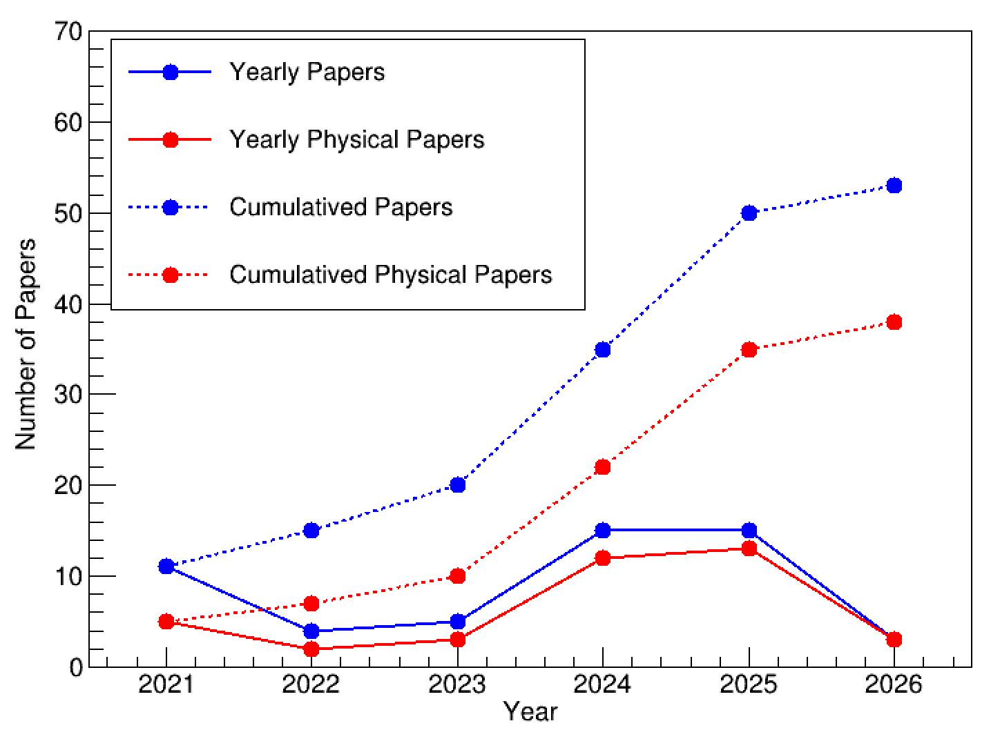 70
60
50
40
30
20
10
0
Number of Papers
Yearly Papers
Yearly Physical Papers
Cumulatived Papers
Cumulatived Physical Papers
2021 2022 2023 2024 2025 2026
Year